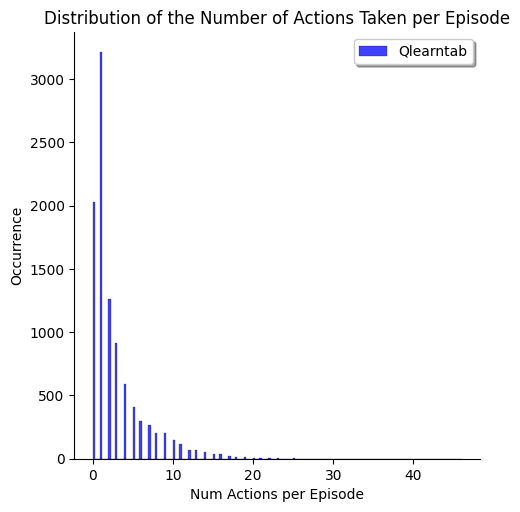 Distribution of the Number of Actions Taken per Episode
Qlearntab
3000
2500
2000
1500
1000
500
0
Occurrence
0 10 20 30 40
Num Actions per Episode